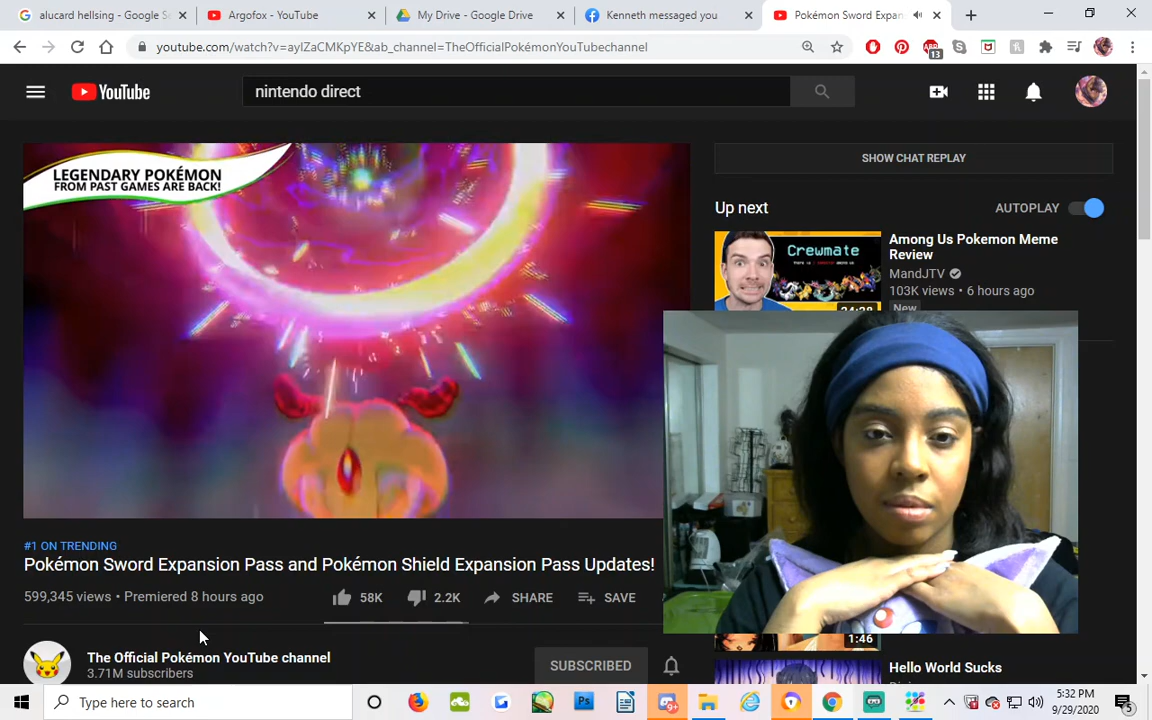 alucard hellsing - Google Se
Argofox - YouTube
My Drive - Google Drive
Kenneth messaged you
Pokémon Sword Expan
youtube.com/watch?v=ayIZaCMKpYE&ab_channel=TheOfficialPokémonYouTubechannel
13
YouTube
nintendo direct
LEGENDARY POKÉMON
FROM PAST GAMES ARE BACK!
SHOW CHAT REPLAY
Up next
AUTOPLAY
Crewmate
Among Us Pokemon Meme
Review
MandJTV
103K views • 6 hours ago
New
#1 ON TRENDING
Pokémon Sword Expansion Pass and Pokémon Shield Expansion Pass Updates!
599,345 views • Premiered 8 hours ago
58K
2.2K
SHARE
SAVE
The Official Pokémon YouTube channel
3.71M subscribers
SUBSCRIBED
1:46
Hello World Sucks
Type here to search
9+
5:32 PM
9/29/2020
5